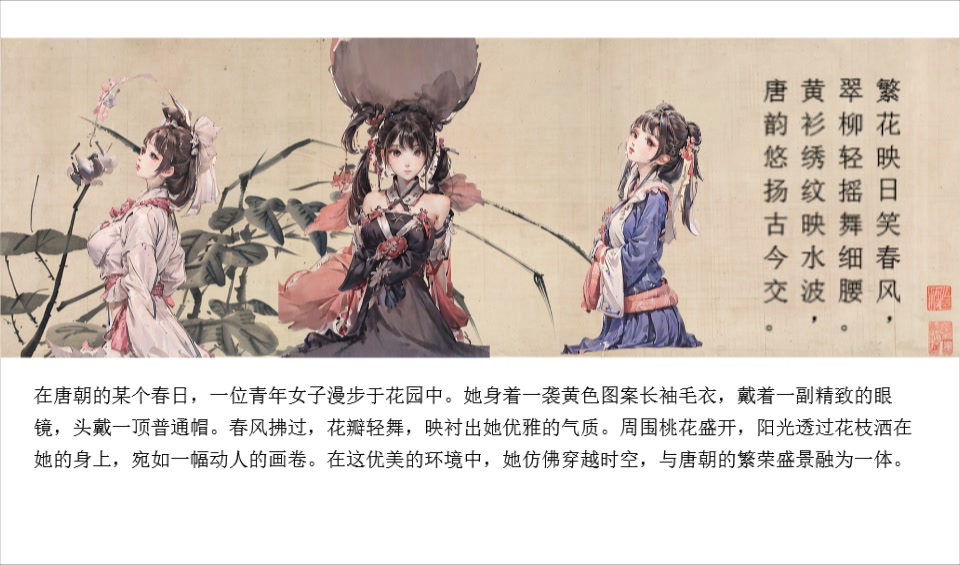 繁花映日笑春风，
翠柳轻摇舞细腰。
黄衫绣纹映水波，
唐韵悠扬古今交。
在唐朝的某个春日，一位青年女子漫步于花园中。她身着一袭黄色图案长袖毛衣，戴着一副精致的眼
镜，头戴一顶普通帽。春风拂过，花瓣轻舞，映衬出她优雅的气质。周围桃花盛开，阳光透过花枝洒在
她的身上，宛如一幅动人的画卷。在这优美的环境中，她仿佛穿越时空，与唐朝的繁荣盛景融为一体。